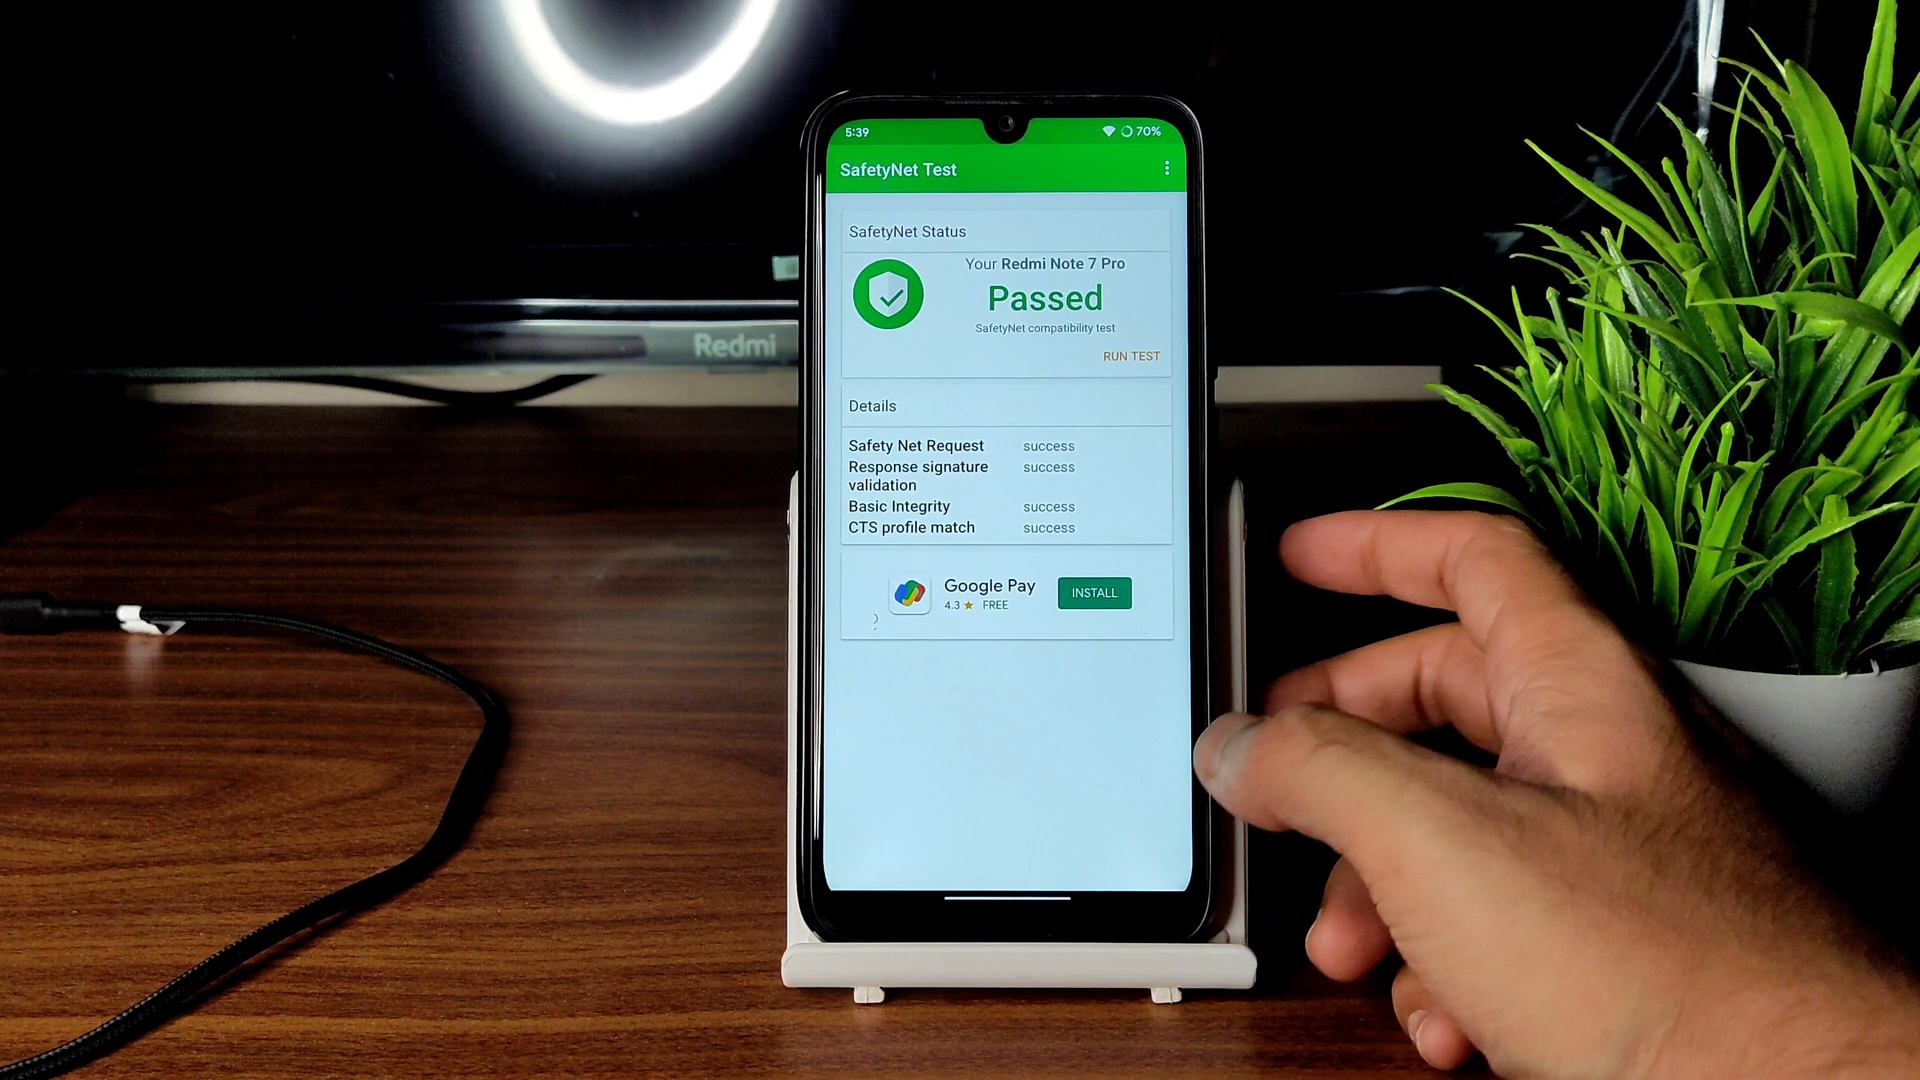 5:39
70%
SafetyNet Test
SafetyNet Status
Your Redmi Note 7 Pro
Passed
SafetyNet compatibility test
RUN TEST
Redmi
Details
Safety Net Request success
Response signature success
validation
Basic Integrity success
CTS profile match success
Google Pay
4.3 ★ FREE
INSTALL